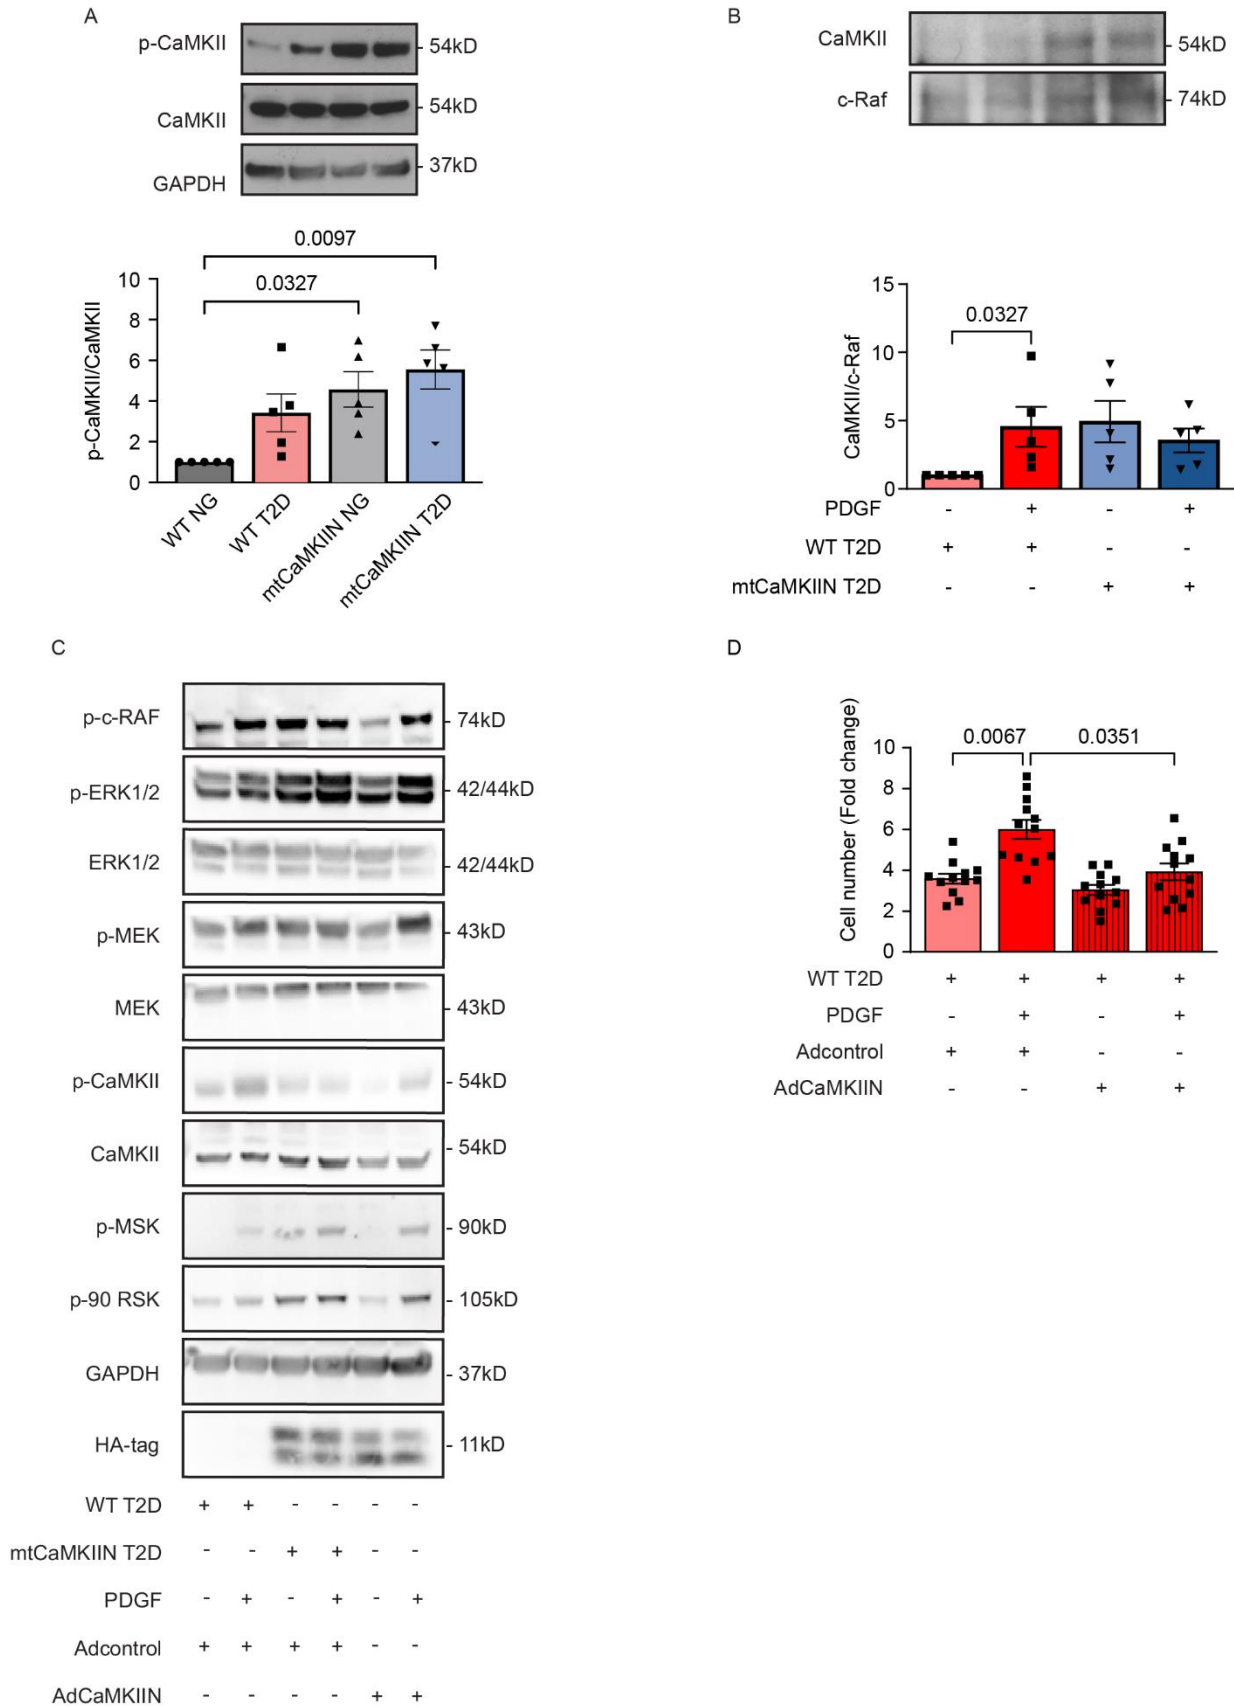 A
p-CaMKII
- 54kD
CaMKII
- 54kD
GAPDH
- 37kD
0.0097
0.0327
p-CaMKII/CaMKII
10
8
6
4
2
0
WT NG
WT T2D
mtCaMKIIN NG
mtCaMKIIN T2D
B
CaMKII
- 54kD
c-Raf
- 74kD
0.0327
CaMKII/c-Raf
15
10
5
0
PDGF - + - +
WT T2D + + - -
mtCaMKIIN T2D - - + +
C
p-c-RAF
- 74kD
p-ERK1/2
- 42/44kD
ERK1/2
- 42/44kD
p-MEK
- 43kD
MEK
- 43kD
p-CaMKII
- 54kD
CaMKII
- 54kD
p-MSK
- 90kD
p-90 RSK
- 105kD
GAPDH
- 37kD
HA-tag
- 11kD
WT T2D + + - - - -
mtCaMKIIN T2D - - + + - -
PDGF - + - + - +
Adcontrol + + + + - -
AdCaMKIIN - - - - + +
D
0.0067
0.0351
Cell number (Fold change)
10
8
6
4
2
0
WT T2D + + + +
PDGF - + - +
Adcontrol + + - -
AdCaMKIIN - - + +